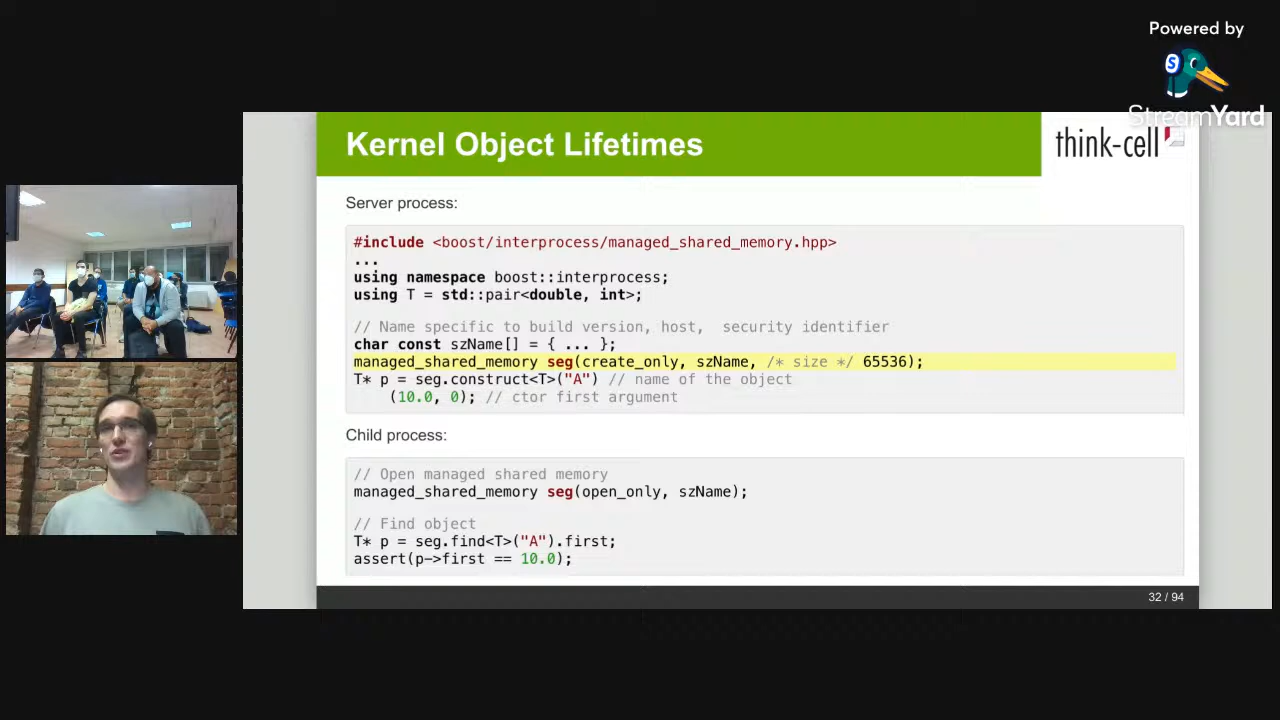 Powered by
S
StreamYard
Kernel Object Lifetimes
think-cell
Server process:
#include <boost/interprocess/managed_shared_memory.hpp>
...
using namespace boost::interprocess;
using T = std::pair<double, int>;
// Name specific to build version, host,  security identifier
char const szName[] = { ... };
managed_shared_memory seg(create_only, szName, /* size */ 65536);
T* p = seg.construct<T>("A") // name of the object
    (10.0, 0); // ctor first argument
Child process:
// Open managed shared memory
managed_shared_memory seg(open_only, szName);
// Find object
T* p = seg.find<T>("A").first;
assert(p->first == 10.0);
32 / 94